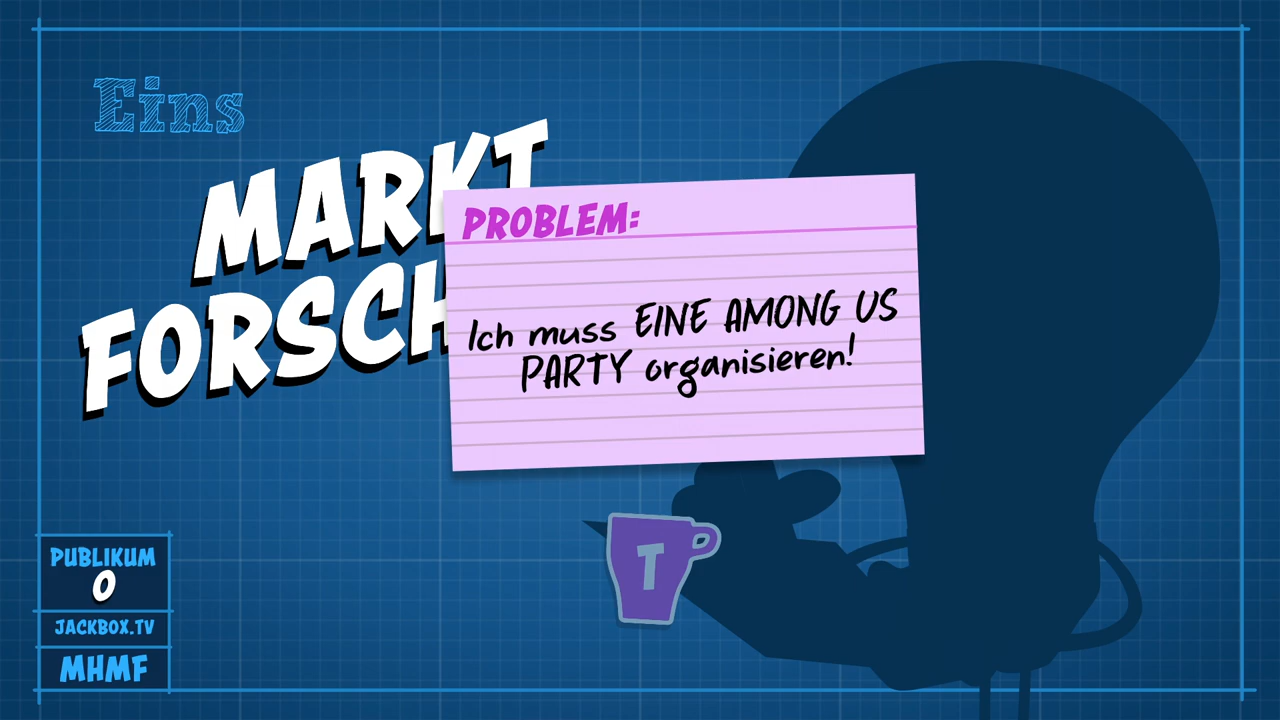 Eins
MARKT
FORSCH
PROBLEM:
Ich muss EINE AMONG US
PARTY organisieren!
T
PUBLIKUM
0
JACKBOX.TV
MHMF